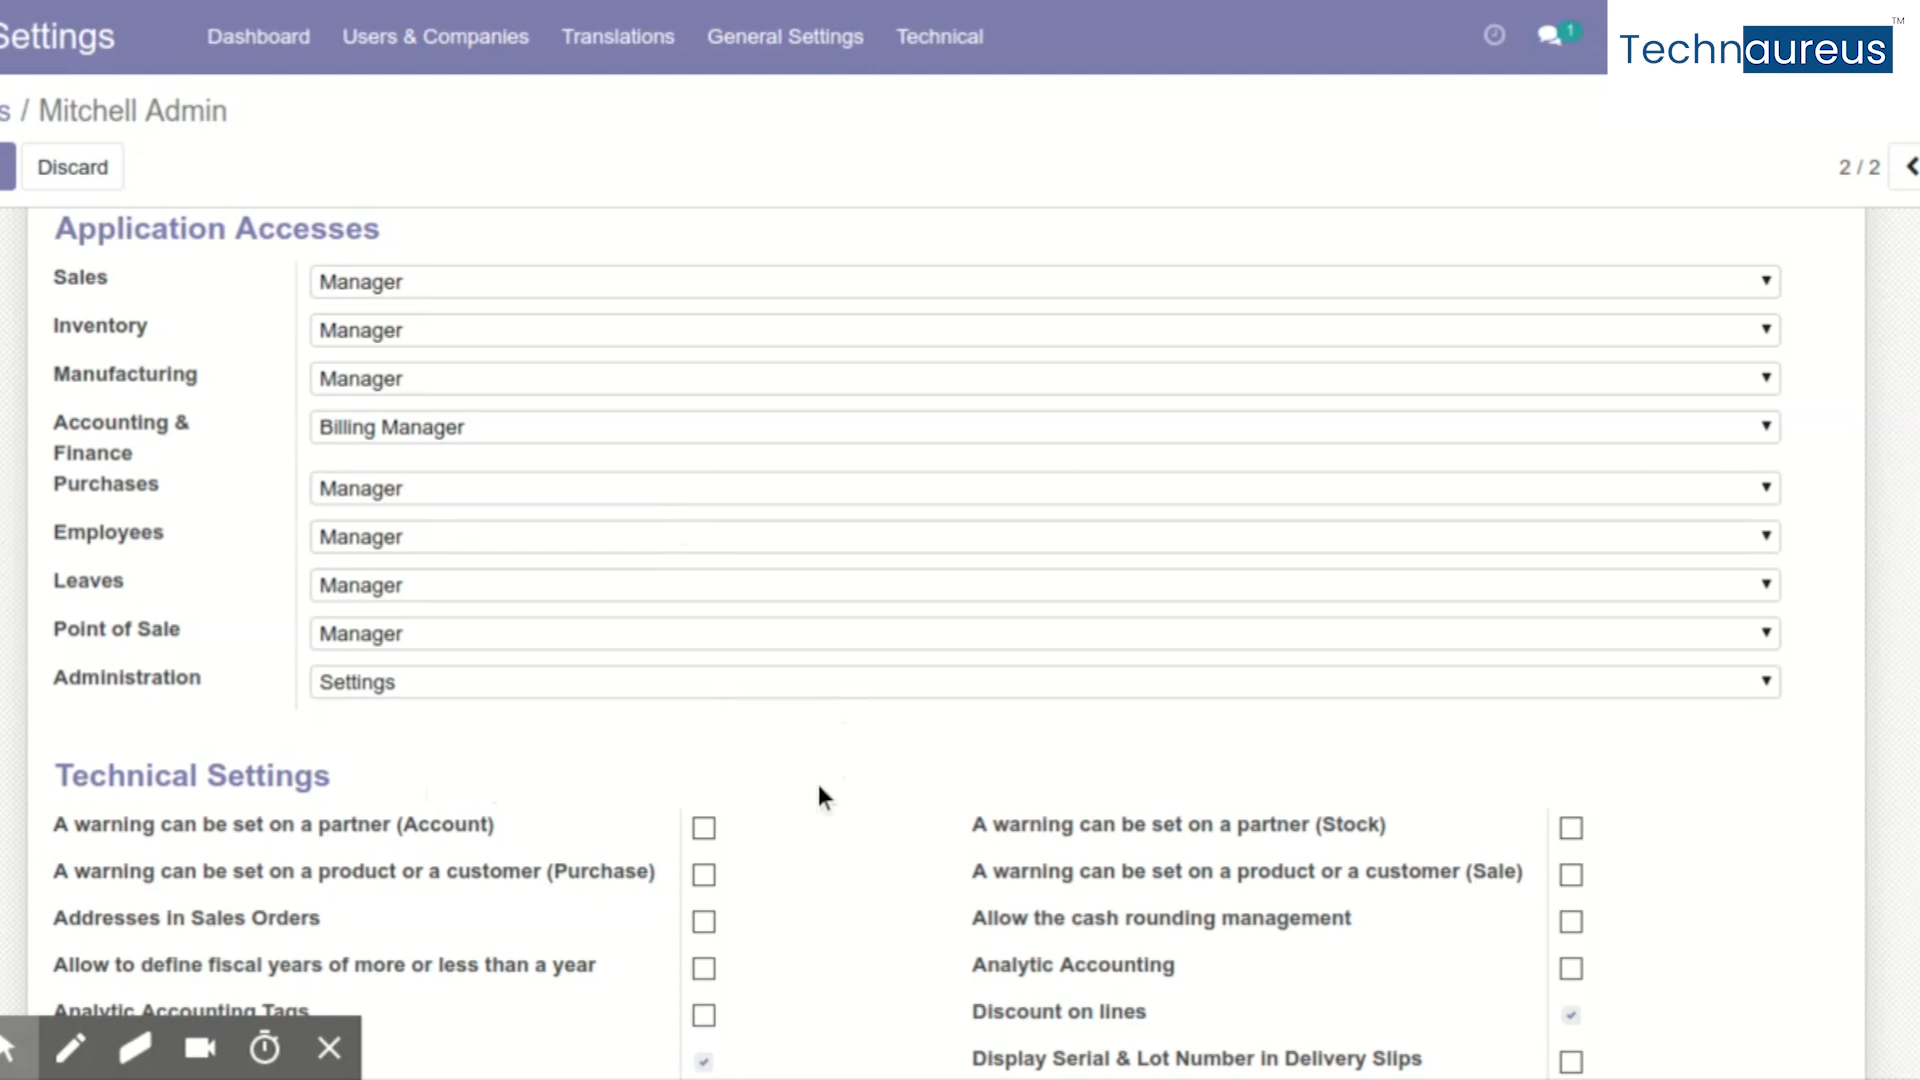 Settings
Dashboard Users & Companies Translations General Settings Technical
1
Technaureus™
s / Mitchell Admin
Discard
2 / 2
Application Accesses
Sales Manager
Inventory Manager
Manufacturing Manager
Accounting & Finance Billing Manager
Purchases Manager
Employees Manager
Leaves Manager
Point of Sale Manager
Administration Settings
Technical Settings
A warning can be set on a partner (Account) A warning can be set on a partner (Stock)
A warning can be set on a product or a customer (Purchase) A warning can be set on a product or a customer (Sale)
Addresses in Sales Orders Allow the cash rounding management
Allow to define fiscal years of more or less than a year Analytic Accounting
Analytic Accounting Tags Discount on lines
Display Serial & Lot Number in Delivery Slips